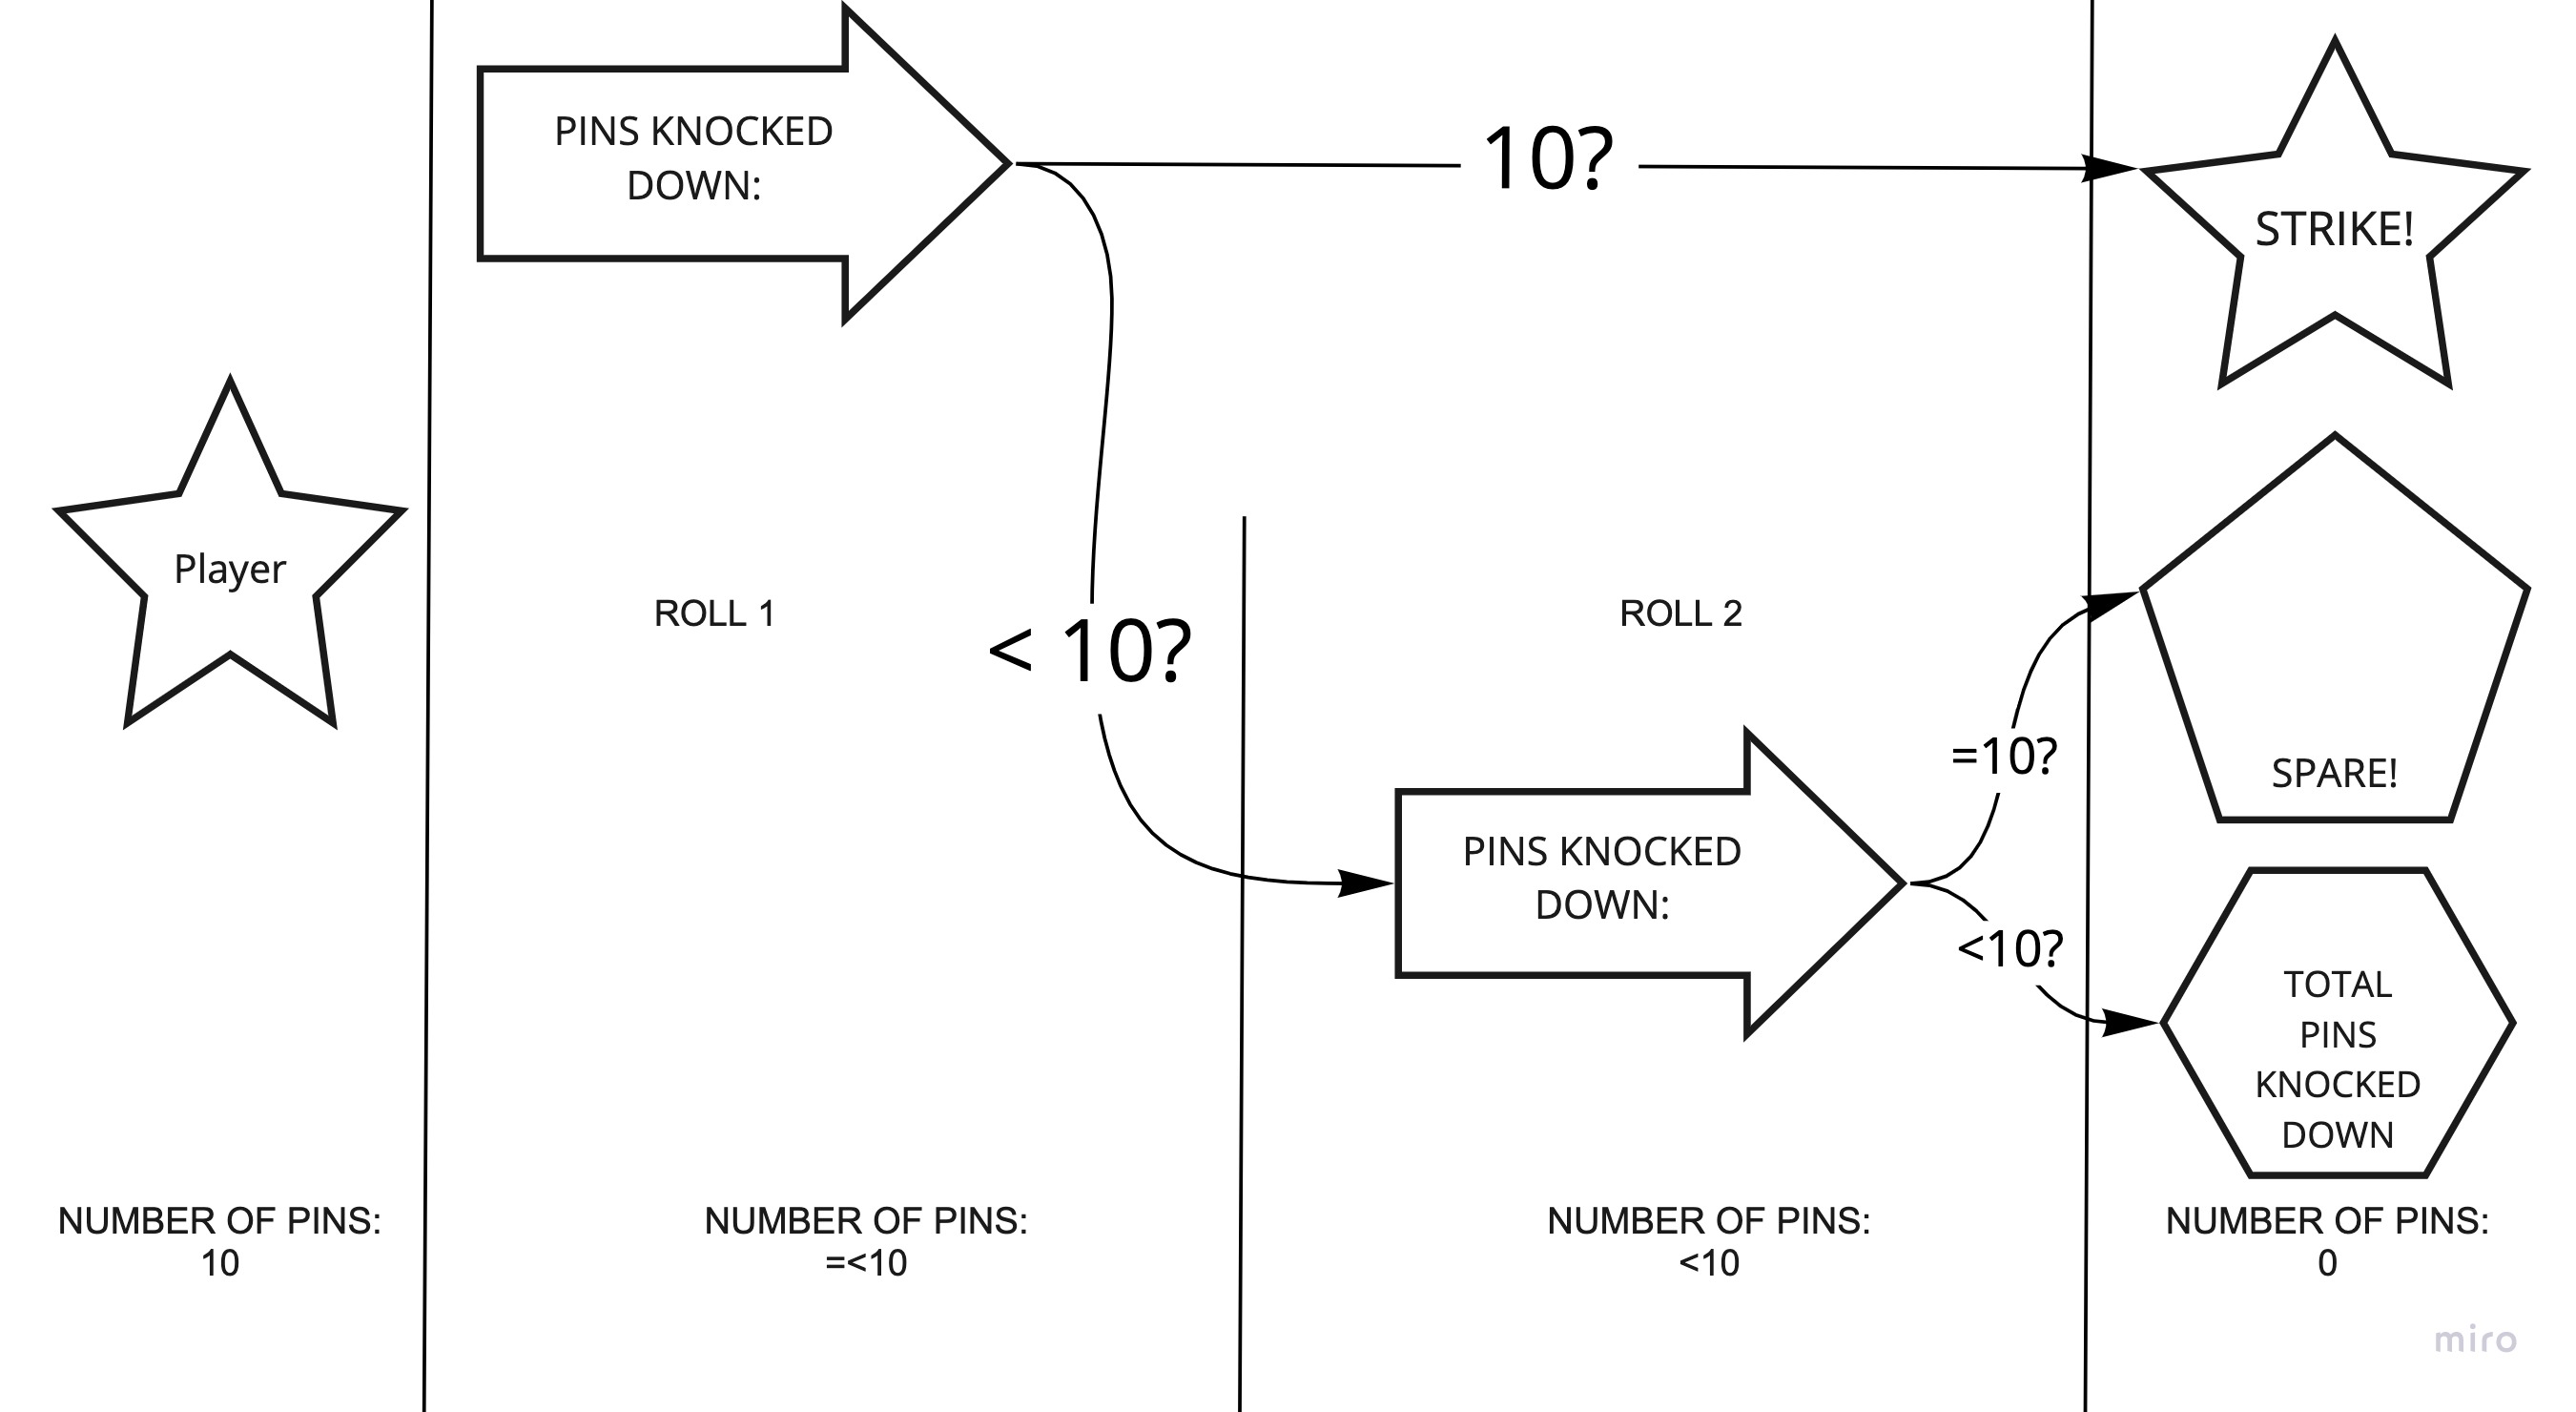 PINS KNOCKED
DOWN:
10?
STRIKE!
Player
ROLL 1
< 10?
ROLL 2
=10?
SPARE!
PINS KNOCKED
DOWN:
<10?
TOTAL
PINS
KNOCKED
DOWN
NUMBER OF PINS:
10
NUMBER OF PINS:
=<10
NUMBER OF PINS:
<10
NUMBER OF PINS:
0
miro